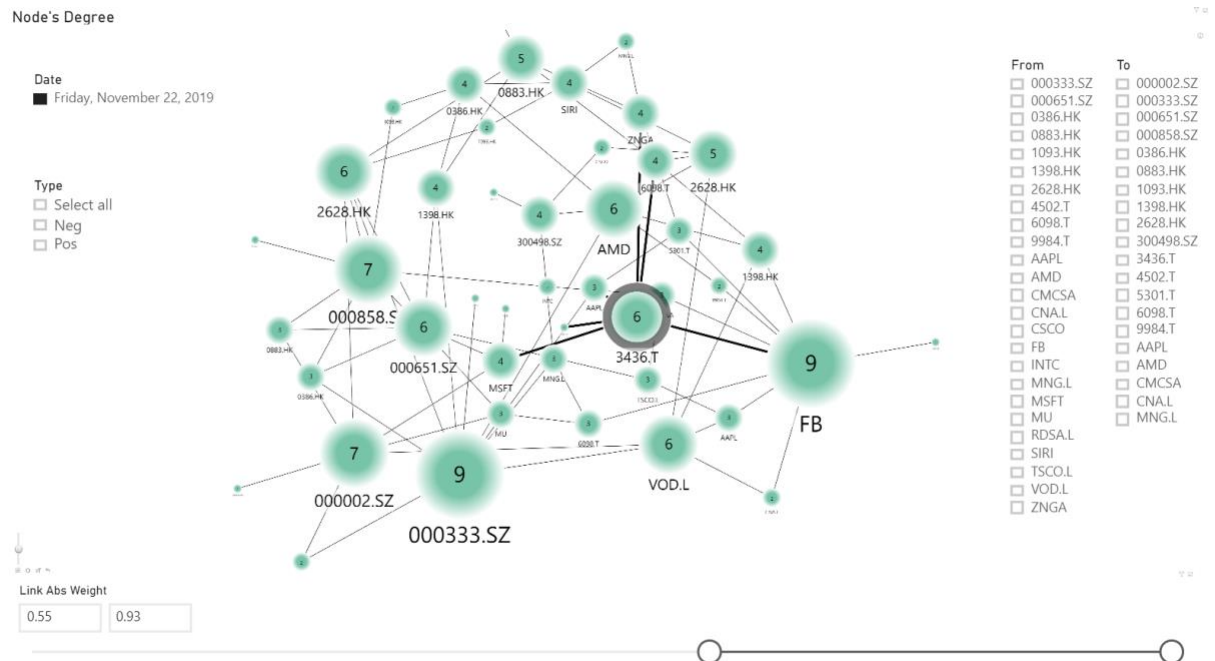 Node's Degree
Date
Friday, November 22, 2019
Type
Select all
Neg
Pos
5
0883.HK
4
0386.HK
4
SIRI
2
4
ZNGA
2
2
6
2628.HK
4
1398.HK
4
6098.T
5
2628.HK
4
300498.SZ
6
AMD
3
5301.T
4
1398.HK
7
000858.S
3
AAPL
6
3436.T
2
3
0883.HK
6
000651.SZ
4
MSFT
3
MNG.L
9
FB
3
0386.HK
3
TSCO.L
3
MU
3
6098.T
3
AAPL
7
000002.SZ
9
000333.SZ
6
VOD.L
2
2
From
000333.SZ
000651.SZ
0386.HK
0883.HK
1093.HK
1398.HK
2628.HK
4502.T
6098.T
9984.T
AAPL
AMD
CMCSA
CNA.L
CSCO
FB
INTC
MNG.L
MSFT
MU
RDSA.L
SIRI
TSCO.L
VOD.L
ZNGA
To
000002.SZ
000333.SZ
000651.SZ
000858.SZ
0386.HK
0883.HK
1093.HK
1398.HK
2628.HK
300498.SZ
3436.T
4502.T
5301.T
6098.T
9984.T
AAPL
AMD
CMCSA
CNA.L
MNG.L
Link Abs Weight
0.55
0.93